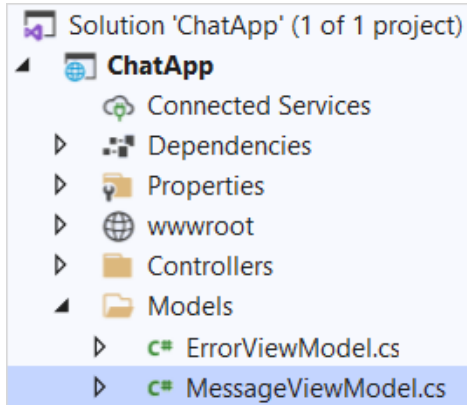 Solution 'ChatApp' (1 of 1 project)
ChatApp
Connected Services
Dependencies
Properties
wwwroot
Controllers
Models
C# ErrorViewModel.cs
C# MessageViewModel.cs